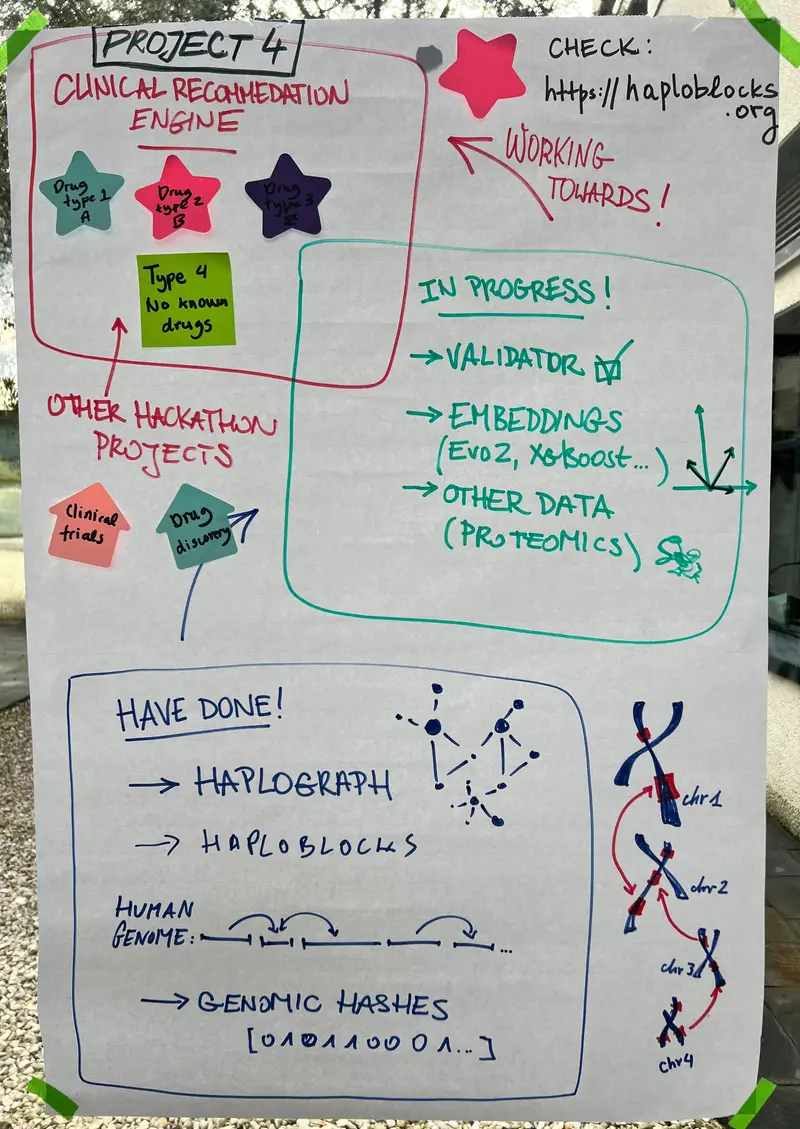 PROJECT 4
CLINICAL RECOMMEDATION
ENGINE
Drug
type 1
A
Drug
type 2
B
Drug
type 3
Type 4
No known
drugs
CHECK:
https://haploblocks
.org
WORKING
TOWARDS!
OTHER HACKATHON
PROJECTS
Clinical
trials
Drug
discovery
IN PROGRESS!
→ VALIDATOR
→ EMBEDDINGS
(Evo2, XGBoost...)
→ OTHER DATA
(PROTEOMICS)
HAVE DONE!
→ HAPLOGRAPH
→ HAPLOBLOCKS
HUMAN
GENOME: ...
→ GENOMIC HASHES
[010110001...]
chr1
chr2
chr3
chr4